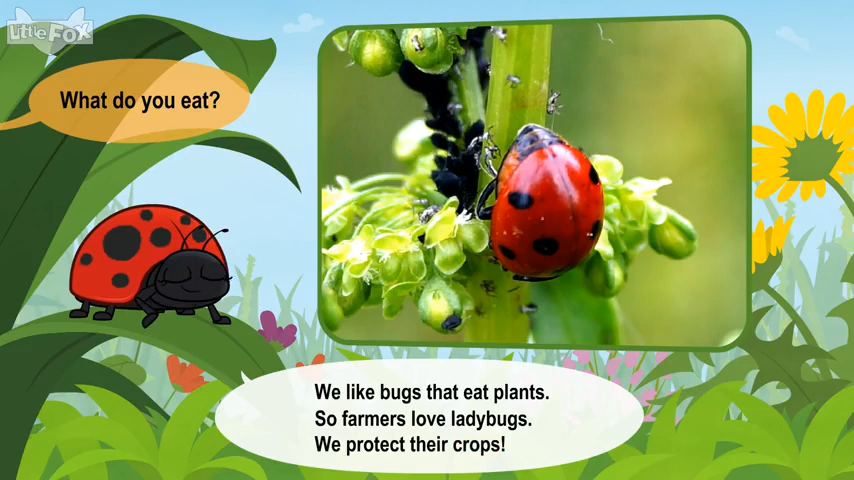 LITTLE FOX
What do you eat?
We like bugs that eat plants.
So farmers love ladybugs.
We protect their crops!